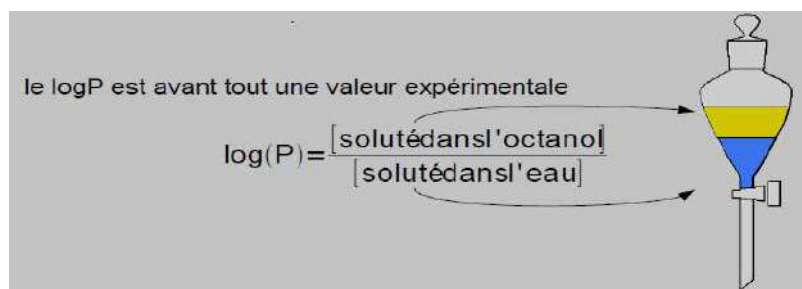 le logP est avant tout une valeur expérimentale
log(P)=[solutédansl'octanol]
[solutédansl'eau]